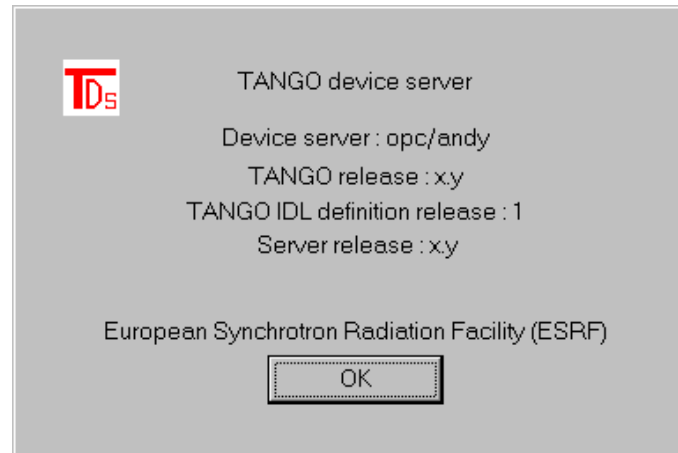 TDs
TANGO device server
Device server : opc/andy
TANGO release : x.y
TANGO IDL definition release : 1
Server release : x.y
European Synchrotron Radiation Facility (ESRF)
OK